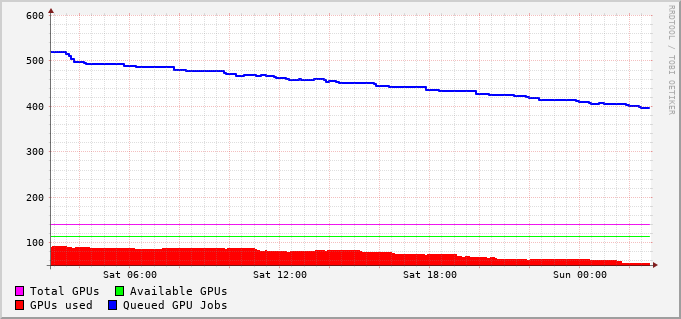 600
500
400
300
200
100
Sat 06:00 Sat 12:00 Sat 18:00 Sun 00:00
Total GPUs Available GPUs
GPUs used Queued GPU Jobs
RRDTOOL / TOBI OETIKER